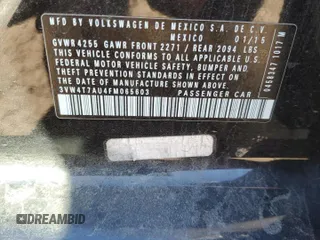 MFD BY VOLKSWAGEN DE MEXICO S.A. DE C.V.
MEXICO 01/15
GVWR 4255 GAWR FRONT 2271 / REAR 2094 LBS
THIS VEHICLE CONFORMS TO ALL APPLICABLE
FEDERAL MOTOR VEHICLE SAFETY, BUMPER AND
THEFT PREVENTION STANDARDS IN EFFECT ON THE
DATE OF MANUFACTURE SHOWN ABOVE.
3VW4T7AU4FM065603 PASSENGER CAR
1017 M
DREAMBID